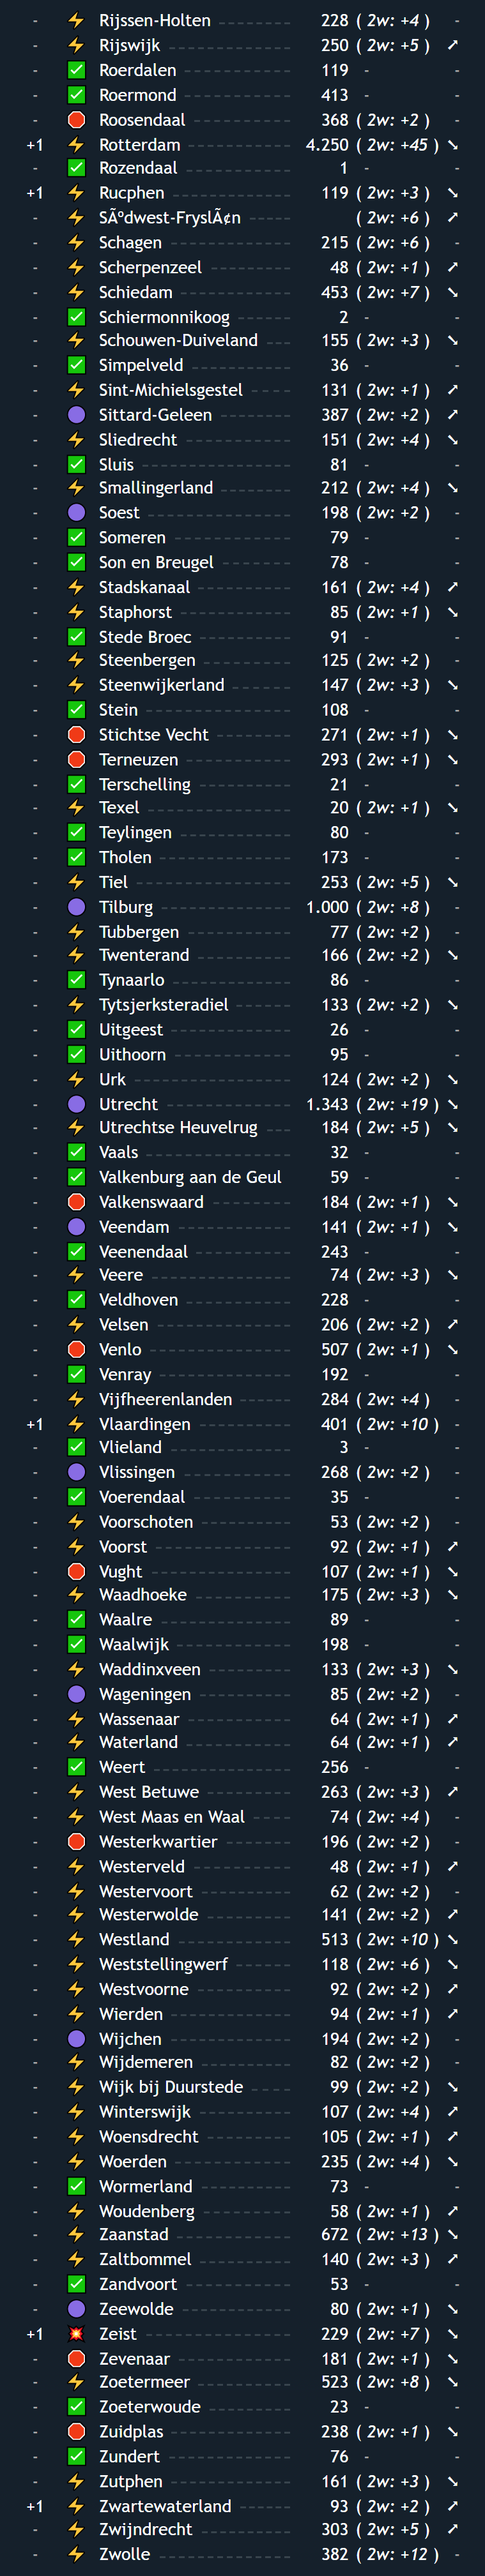 - ⚡ Rijssen-Holten 228 ( 2w: +4 ) -
- ⚡ Rijswijk 250 ( 2w: +5 ) ➚
- ✅ Roerdalen 119 - -
- ✅ Roermond 413 - -
- 🛑 Roosendaal 368 ( 2w: +2 ) -
+1 ⚡ Rotterdam 4.250 ( 2w: +45 ) ➘
- ✅ Rozendaal 1 - -
+1 ⚡ Rucphen 119 ( 2w: +3 ) ➘
- ⚡ SÃºdwest-FryslÃ¢n ( 2w: +6 ) ➚
- ⚡ Schagen 215 ( 2w: +6 ) -
- ⚡ Scherpenzeel 48 ( 2w: +1 ) ➚
- ⚡ Schiedam 453 ( 2w: +7 ) ➘
- ✅ Schiermonnikoog 2 - -
- ⚡ Schouwen-Duiveland 155 ( 2w: +3 ) ➘
- ✅ Simpelveld 36 - -
- ⚡ Sint-Michielsgestel 131 ( 2w: +1 ) ➚
- 🟣 Sittard-Geleen 387 ( 2w: +2 ) ➚
- ⚡ Sliedrecht 151 ( 2w: +4 ) ➘
- ✅ Sluis 81 - -
- ⚡ Smallingerland 212 ( 2w: +4 ) ➘
- 🟣 Soest 198 ( 2w: +2 ) -
- ✅ Someren 79 - -
- ✅ Son en Breugel 78 - -
- ⚡ Stadskanaal 161 ( 2w: +4 ) ➚
- ⚡ Staphorst 85 ( 2w: +1 ) ➘
- ✅ Stede Broec 91 - -
- ⚡ Steenbergen 125 ( 2w: +2 ) -
- ⚡ Steenwijkerland 147 ( 2w: +3 ) ➘
- ✅ Stein 108 - -
- 🛑 Stichtse Vecht 271 ( 2w: +1 ) ➘
- 🛑 Terneuzen 293 ( 2w: +1 ) ➘
- ✅ Terschelling 21 - -
- ⚡ Texel 20 ( 2w: +1 ) ➘
- ✅ Teylingen 80 - -
- ✅ Tholen 173 - -
- ⚡ Tiel 253 ( 2w: +5 ) ➘
- 🟣 Tilburg 1.000 ( 2w: +8 ) -
- ⚡ Tubbergen 77 ( 2w: +2 ) -
- ⚡ Twenterand 166 ( 2w: +2 ) ➘
- ✅ Tynaarlo 86 - -
- ⚡ Tytsjerksteradiel 133 ( 2w: +2 ) ➘
- ✅ Uitgeest 26 - -
- ✅ Uithoorn 95 - -
- ⚡ Urk 124 ( 2w: +2 ) ➘
- 🟣 Utrecht 1.343 ( 2w: +19 ) ➘
- ⚡ Utrechtse Heuvelrug 184 ( 2w: +5 ) ➘
- ✅ Vaals 32 - -
- ✅ Valkenburg aan de Geul 59 - -
- 🛑 Valkenswaard 184 ( 2w: +1 ) ➘
- 🟣 Veendam 141 ( 2w: +1 ) ➘
- ✅ Veenendaal 243 - -
- ⚡ Veere 74 ( 2w: +3 ) ➘
- ✅ Veldhoven 228 - -
- ⚡ Velsen 206 ( 2w: +2 ) ➚
- 🛑 Venlo 507 ( 2w: +1 ) ➘
- ✅ Venray 192 - -
- ⚡ Vijfheerenlanden 284 ( 2w: +4 ) -
+1 ⚡ Vlaardingen 401 ( 2w: +10 ) -
- ✅ Vlieland 3 - -
- 🟣 Vlissingen 268 ( 2w: +2 ) -
- ✅ Voerendaal 35 - -
- ⚡ Voorschoten 53 ( 2w: +2 ) -
- ⚡ Voorst 92 ( 2w: +1 ) ➚
- 🛑 Vught 107 ( 2w: +1 ) ➘
- ⚡ Waadhoeke 175 ( 2w: +3 ) ➘
- ✅ Waalre 89 - -
- ✅ Waalwijk 198 - -
- ⚡ Waddinxveen 133 ( 2w: +3 ) ➘
- 🟣 Wageningen 85 ( 2w: +2 ) -
- ⚡ Wassenaar 64 ( 2w: +1 ) ➚
- ⚡ Waterland 64 ( 2w: +1 ) ➚
- ✅ Weert 256 - -
- ⚡ West Betuwe 263 ( 2w: +3 ) ➚
- ⚡ West Maas en Waal 74 ( 2w: +4 ) -
- 🛑 Westerkwartier 196 ( 2w: +2 ) -
- ⚡ Westerveld 48 ( 2w: +1 ) ➚
- ⚡ Westervoort 62 ( 2w: +2 ) -
- ⚡ Westerwolde 141 ( 2w: +2 ) ➚
- ⚡ Westland 513 ( 2w: +10 ) ➘
- ⚡ Weststellingwerf 118 ( 2w: +6 ) ➘
- ⚡ Westvoorne 92 ( 2w: +2 ) ➚
- ⚡ Wierden 94 ( 2w: +1 ) ➚
- 🟣 Wijchen 194 ( 2w: +2 ) -
- ⚡ Wijdemeren 82 ( 2w: +2 ) -
- ⚡ Wijk bij Duurstede 99 ( 2w: +2 ) ➘
- ⚡ Winterswijk 107 ( 2w: +4 ) ➚
- ⚡ Woensdrecht 105 ( 2w: +1 ) ➚
- ⚡ Woerden 235 ( 2w: +4 ) ➘
- ✅ Wormerland 73 - -
- ⚡ Woudenberg 58 ( 2w: +1 ) ➚
- ⚡ Zaanstad 672 ( 2w: +13 ) ➘
- ⚡ Zaltbommel 140 ( 2w: +3 ) ➚
- ✅ Zandvoort 53 - -
- 🟣 Zeewolde 80 ( 2w: +1 ) ➘
+1 💥 Zeist 229 ( 2w: +7 ) ➘
- 🛑 Zevenaar 181 ( 2w: +1 ) ➘
- ⚡ Zoetermeer 523 ( 2w: +8 ) ➘
- ✅ Zoeterwoude 23 - -
- 🛑 Zuidplas 238 ( 2w: +1 ) ➘
- ✅ Zundert 76 - -
- ⚡ Zutphen 161 ( 2w: +3 ) ➘
+1 ⚡ Zwartewaterland 93 ( 2w: +2 ) ➚
- ⚡ Zwijndrecht 303 ( 2w: +5 ) ➚
- ⚡ Zwolle 382 ( 2w: +12 ) -